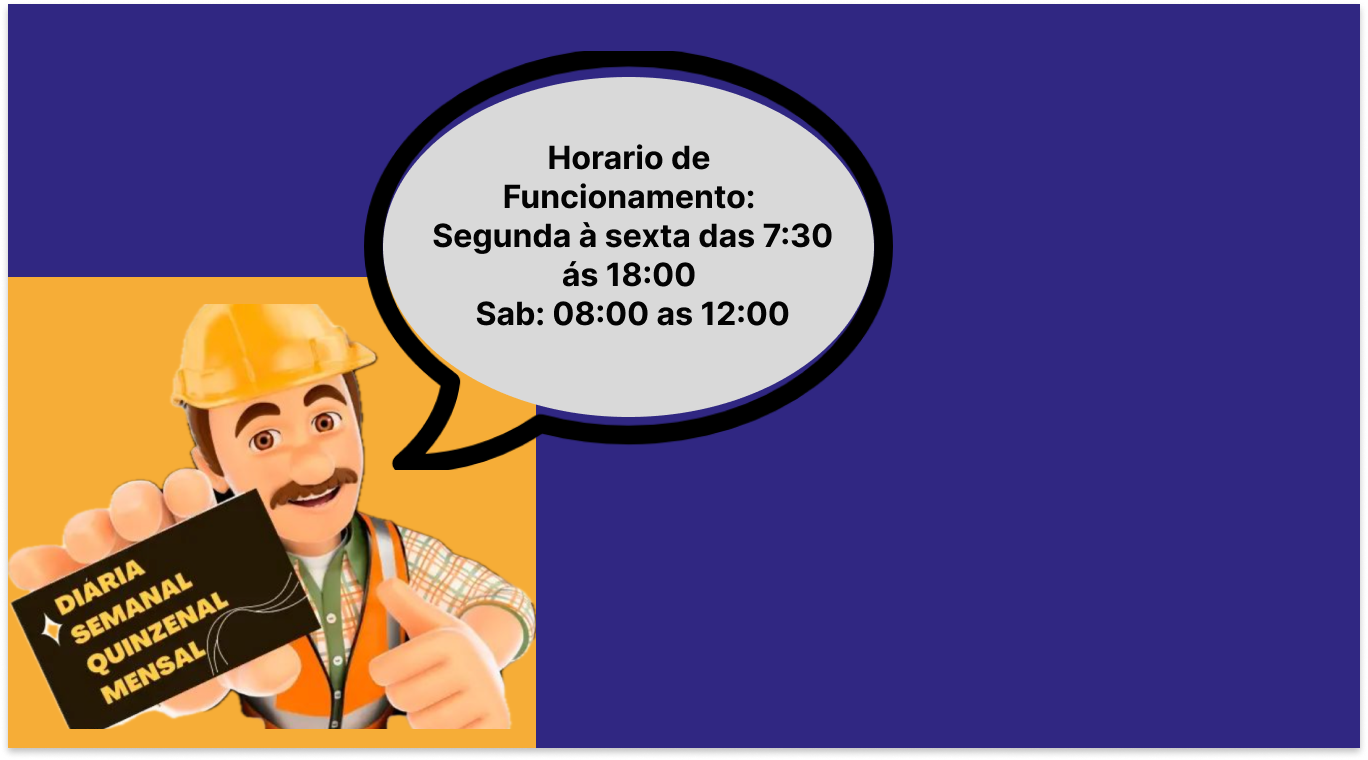 Horario de
Funcionamento:
Segunda à sexta das 7:30
ás 18:00
Sab: 08:00 as 12:00
DIÁRIA
SEMANAL
QUINZENAL
MENSAL